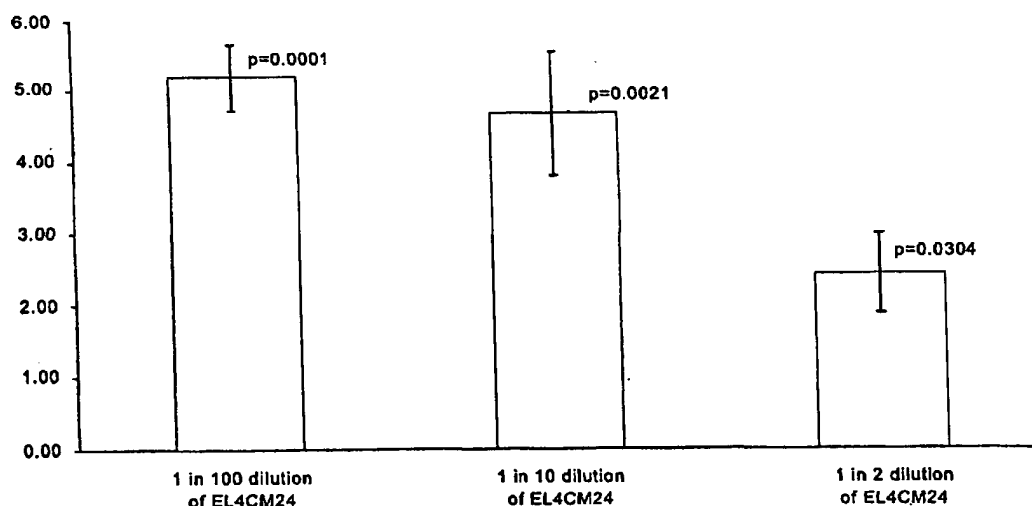 6.00
5.00
4.00
3.00
2.00
1.00
0.00
p=0.0001
p=0.0021
p=0.0304
1 in 100 dilution
of EL4CM24
1 in 10 dilution
of EL4CM24
1 in 2 dilution
of EL4CM24